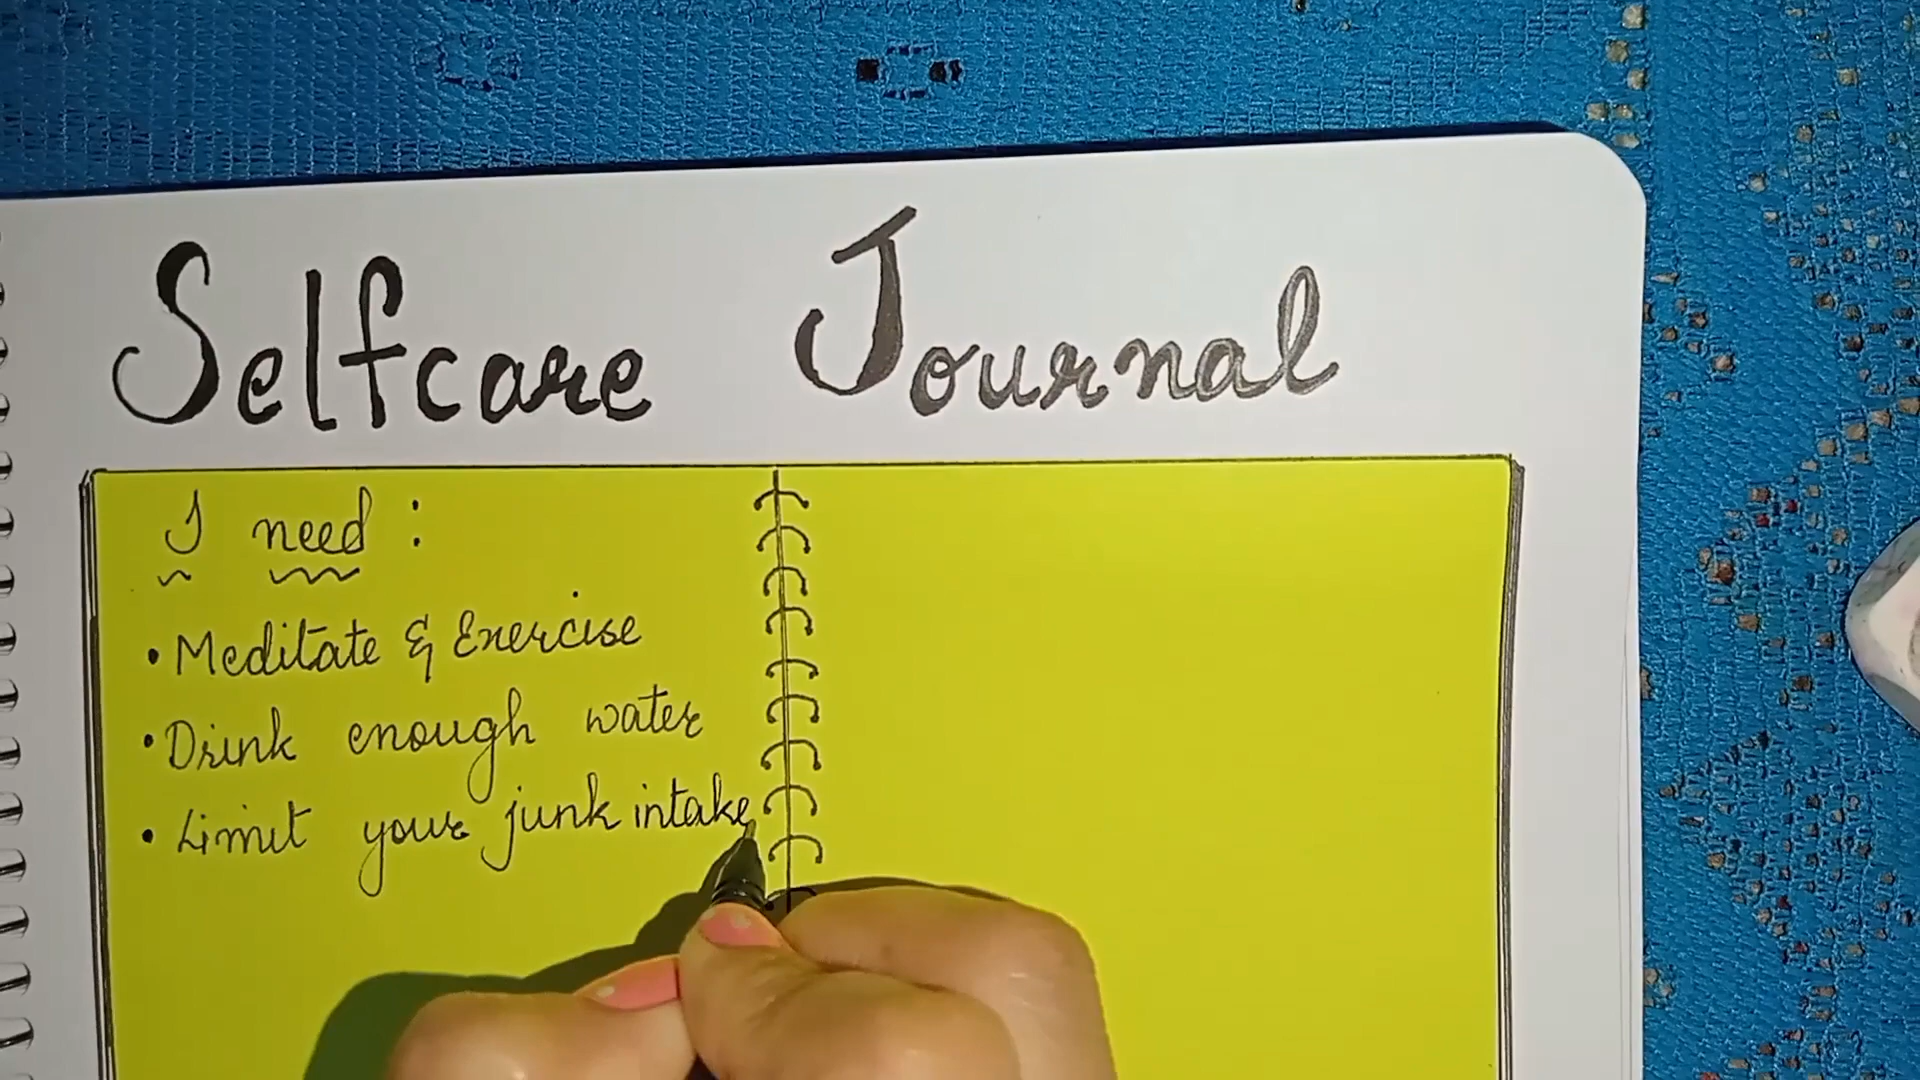 Selfcare Journal
I need :
• Meditate & Exercise
• Drink enough water
• Limit your junk intake